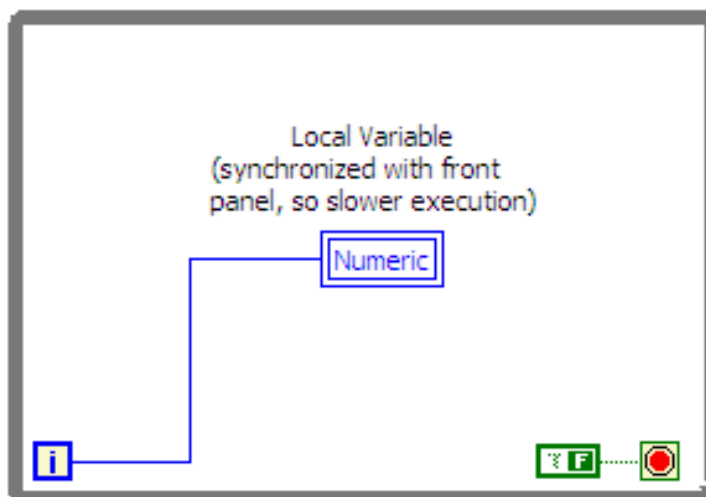 Local Variable
(synchronized with front
panel, so slower execution)
Numeric
i
F